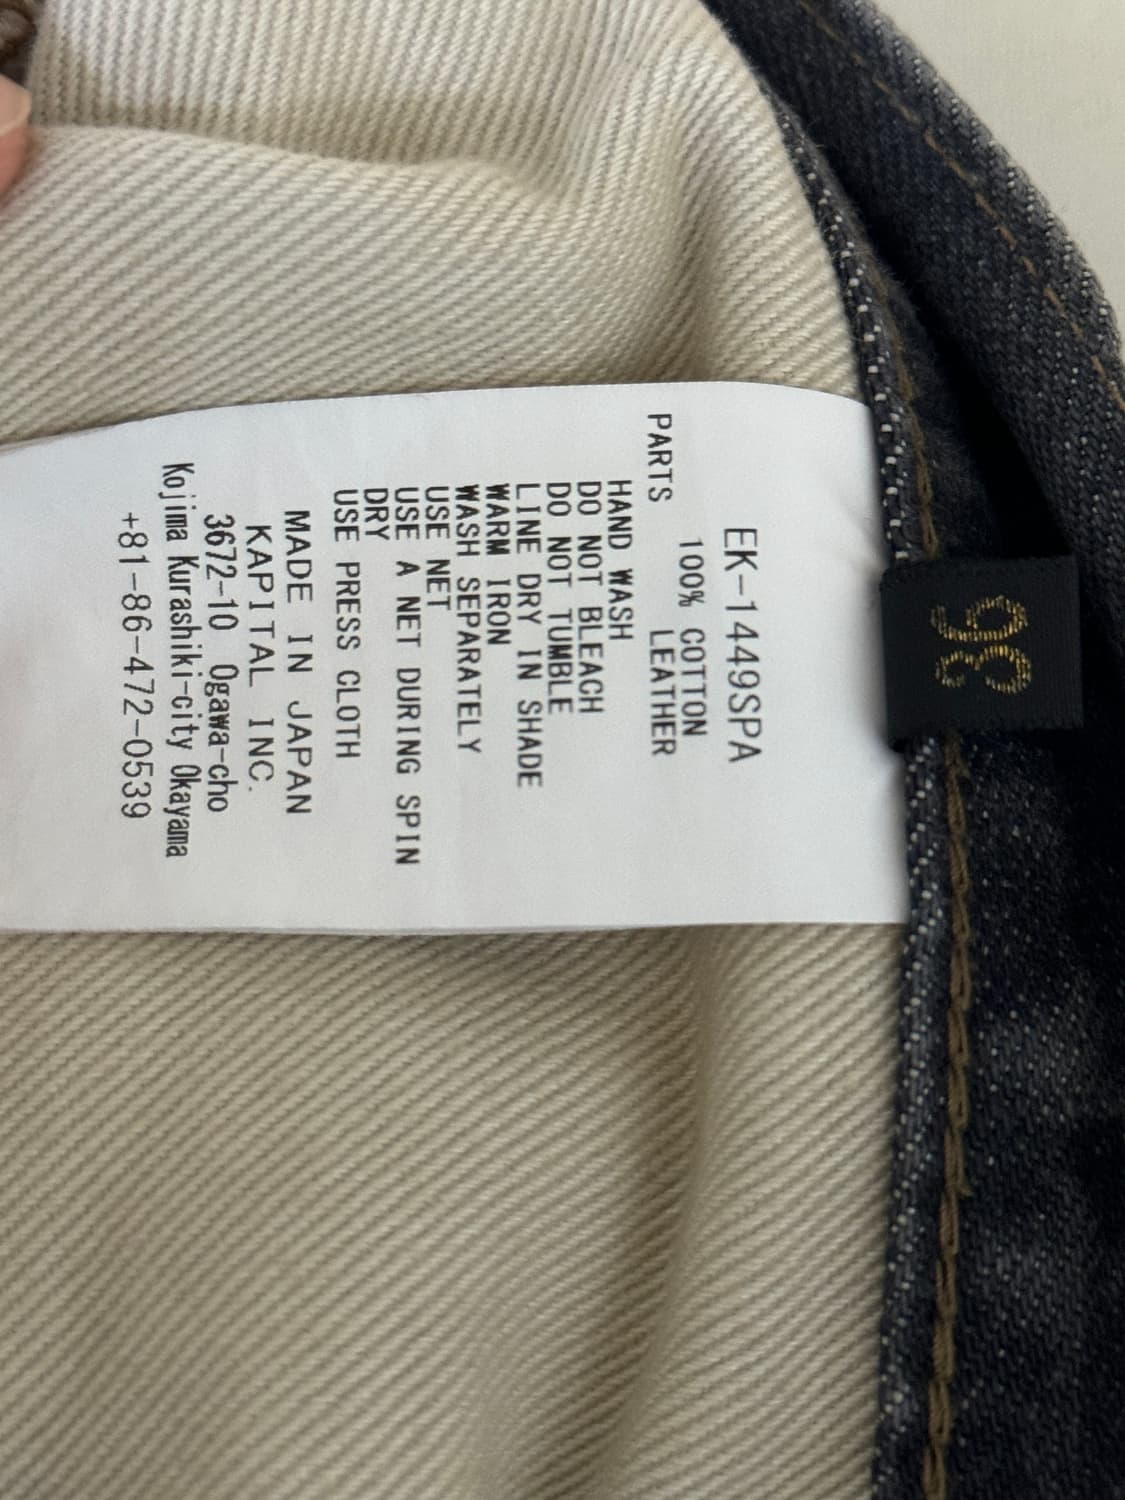 EK-1449SPA
100% COTTON
PARTS LEATHER
HAND WASH
DO NOT BLEACH
DO NOT TUMBLE
LINE DRY IN SHADE
WARM IRON
WASH SEPARATELY
USE NET
USE A NET DURING SPIN
DRY
USE PRESS CLOTH
MADE IN JAPAN
KAPITAL INC.
3672-10 Ogawa-cho
Kojima Kurashiki-city Okayama
+81-86-472-0539
36